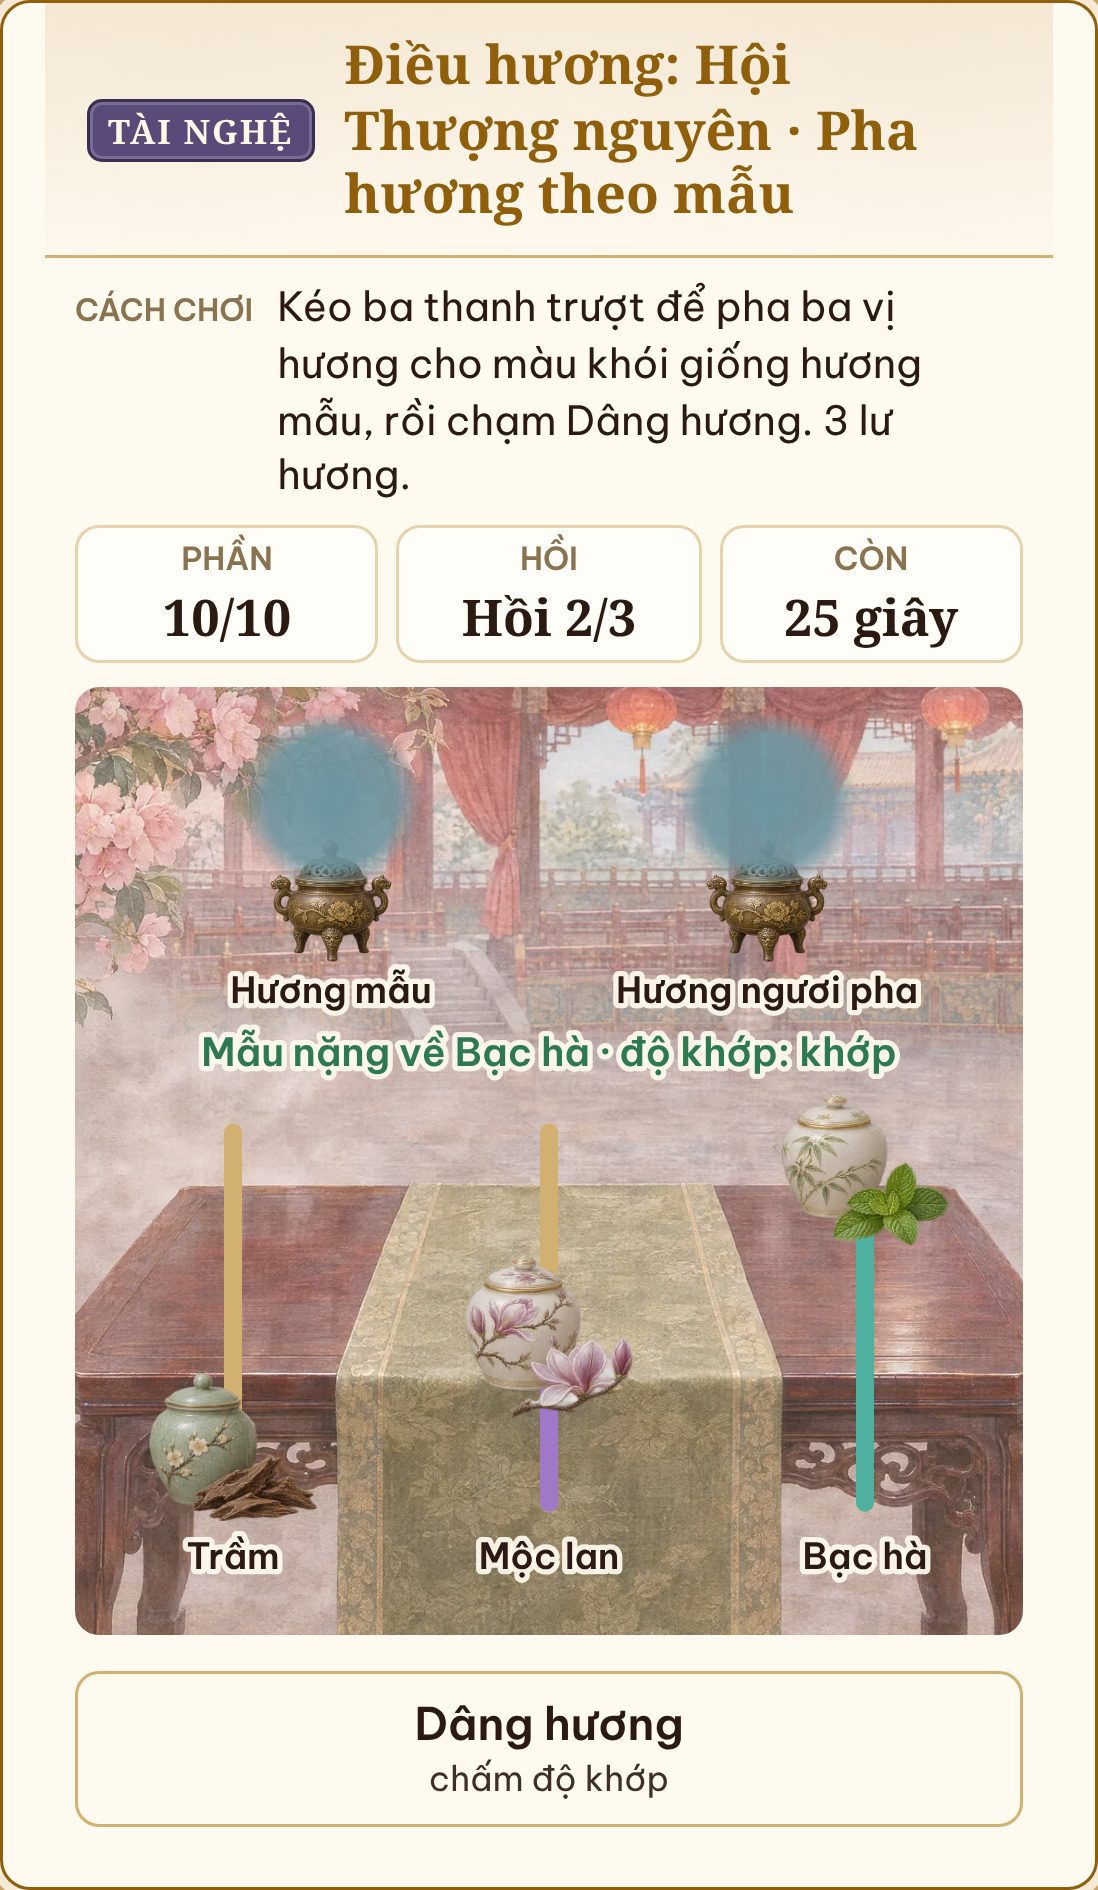 TÀI NGHỆ
Điều hương: Hội
Thượng nguyên · Pha
hương theo mẫu
CÁCH CHƠI
Kéo ba thanh trượt để pha ba vị
hương cho màu khói giống hương
mẫu, rồi chạm Dâng hương. 3 lư
hương.
PHẦN
10/10
HỒI
Hồi 2/3
CÒN
25 giây
Hương mẫu
Hương ngươi pha
Mẫu nặng về Bạc hà · độ khớp: khớp
Trầm
Mộc lan
Bạc hà
Dâng hương
chấm độ khớp